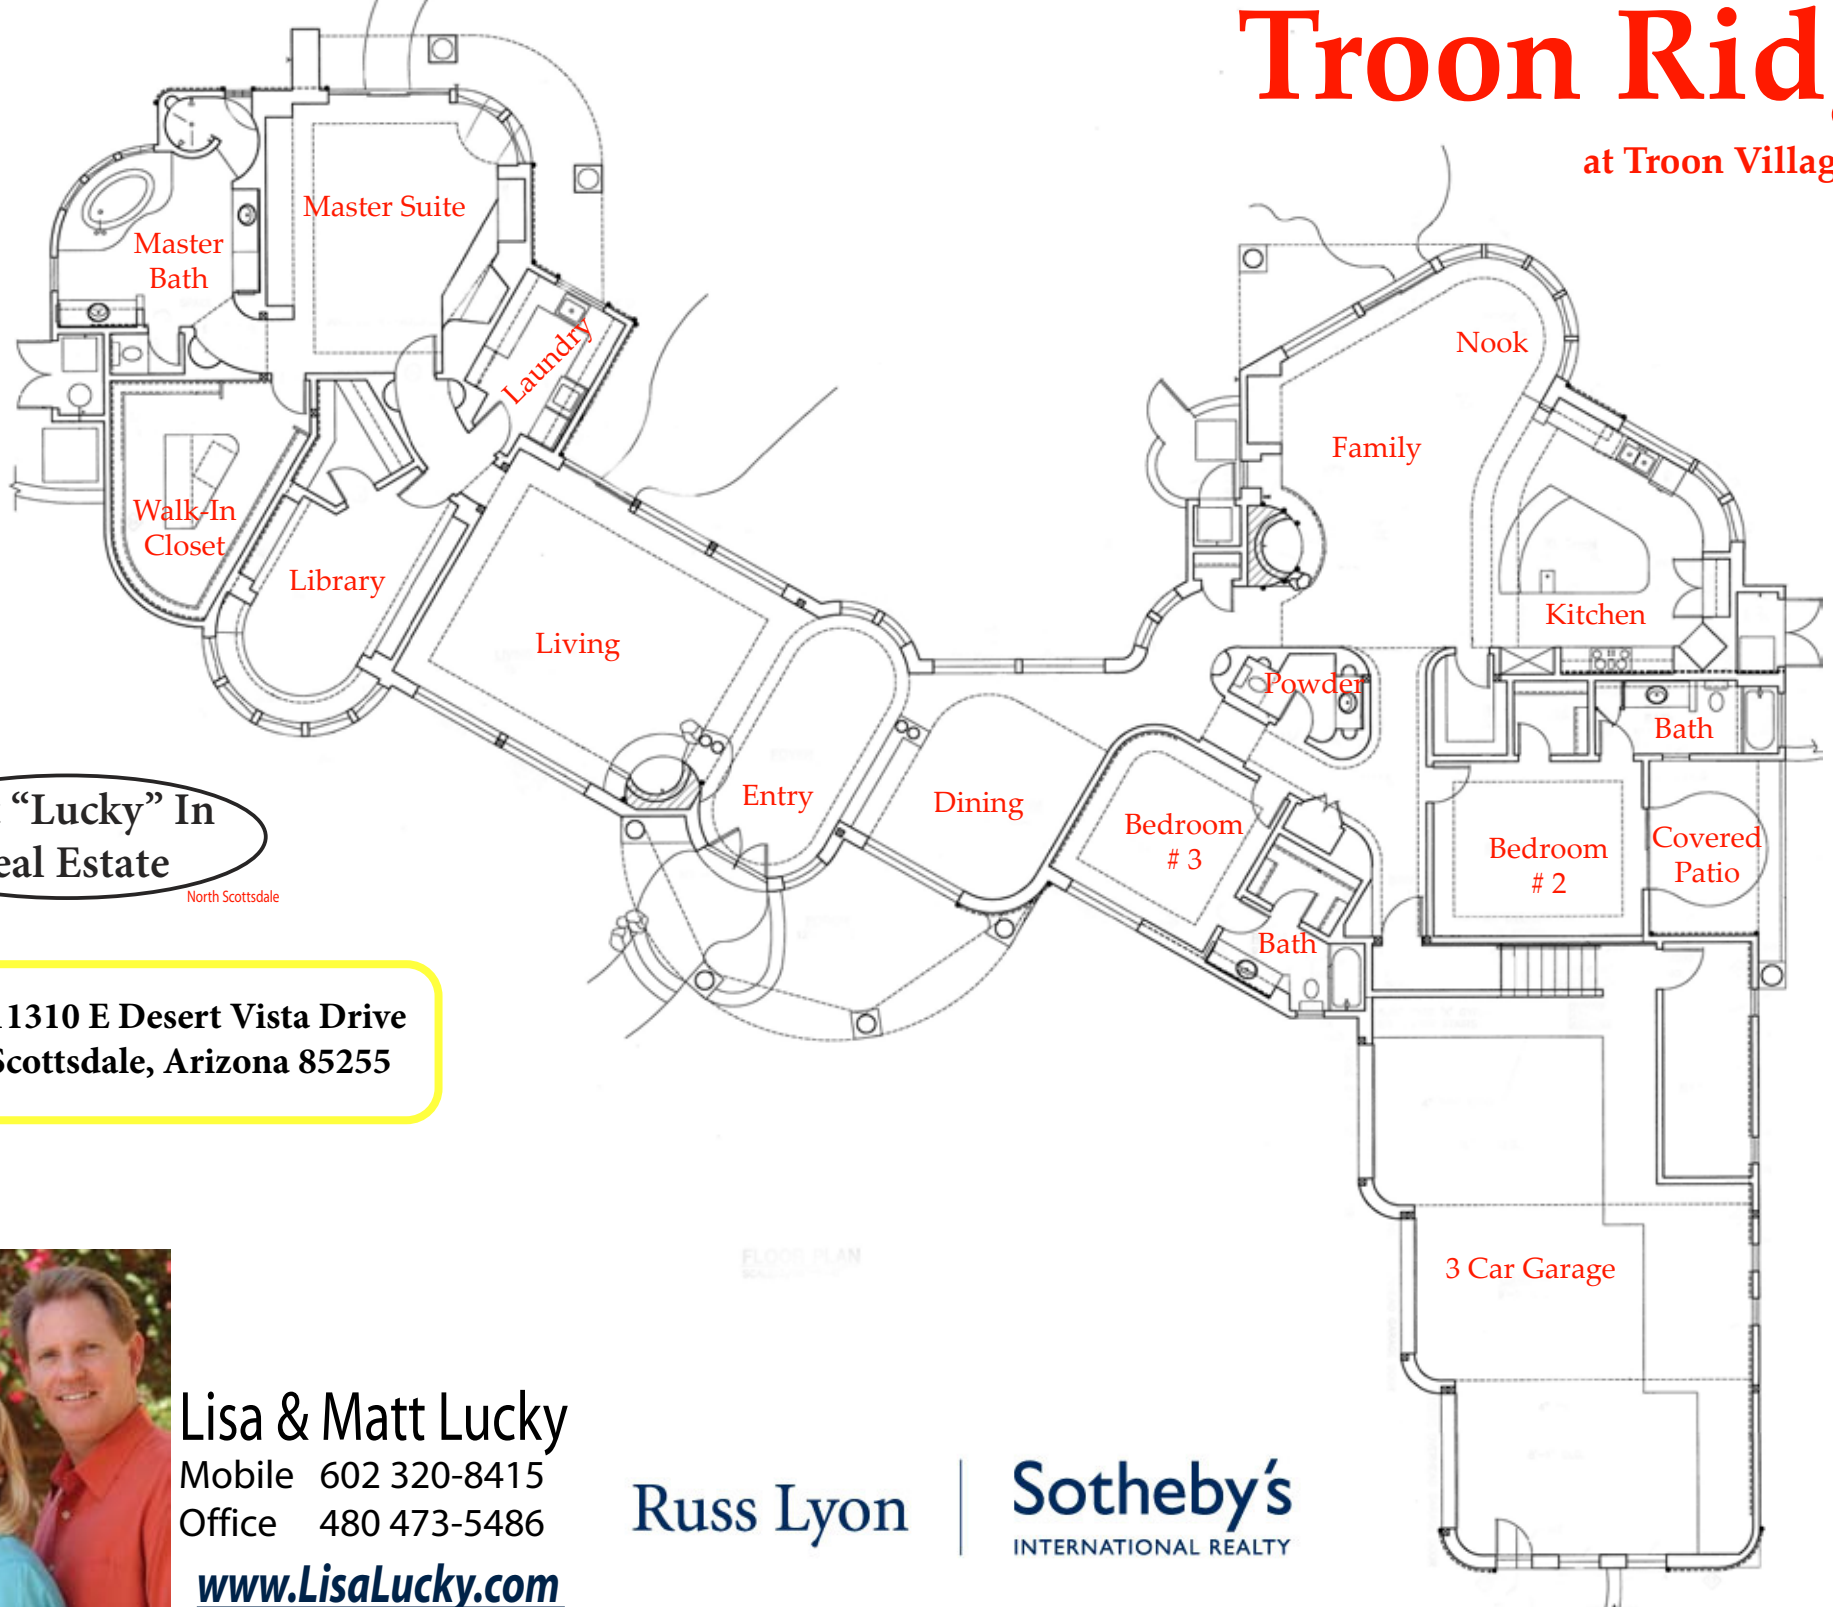 Troon Rid
at Troon Villag
Master Suite
Master
Bath
Laundry
Nook
Family
Walk-In
Closet
Library
Living
Kitchen
Powder
Bath
Entry
Dining
Bedroom
# 3
Bedroom
# 2
Covered
Patio
Bath
"Lucky" In
eal Estate
North Scottsdale
11310 E Desert Vista Drive
Scottsdale, Arizona 85255
FLOOR PLAN
3 Car Garage
Lisa & Matt Lucky
Mobile 602 320-8415
Office 480 473-5486
www.LisaLucky.com
Russ Lyon
Sotheby's
INTERNATIONAL REALTY